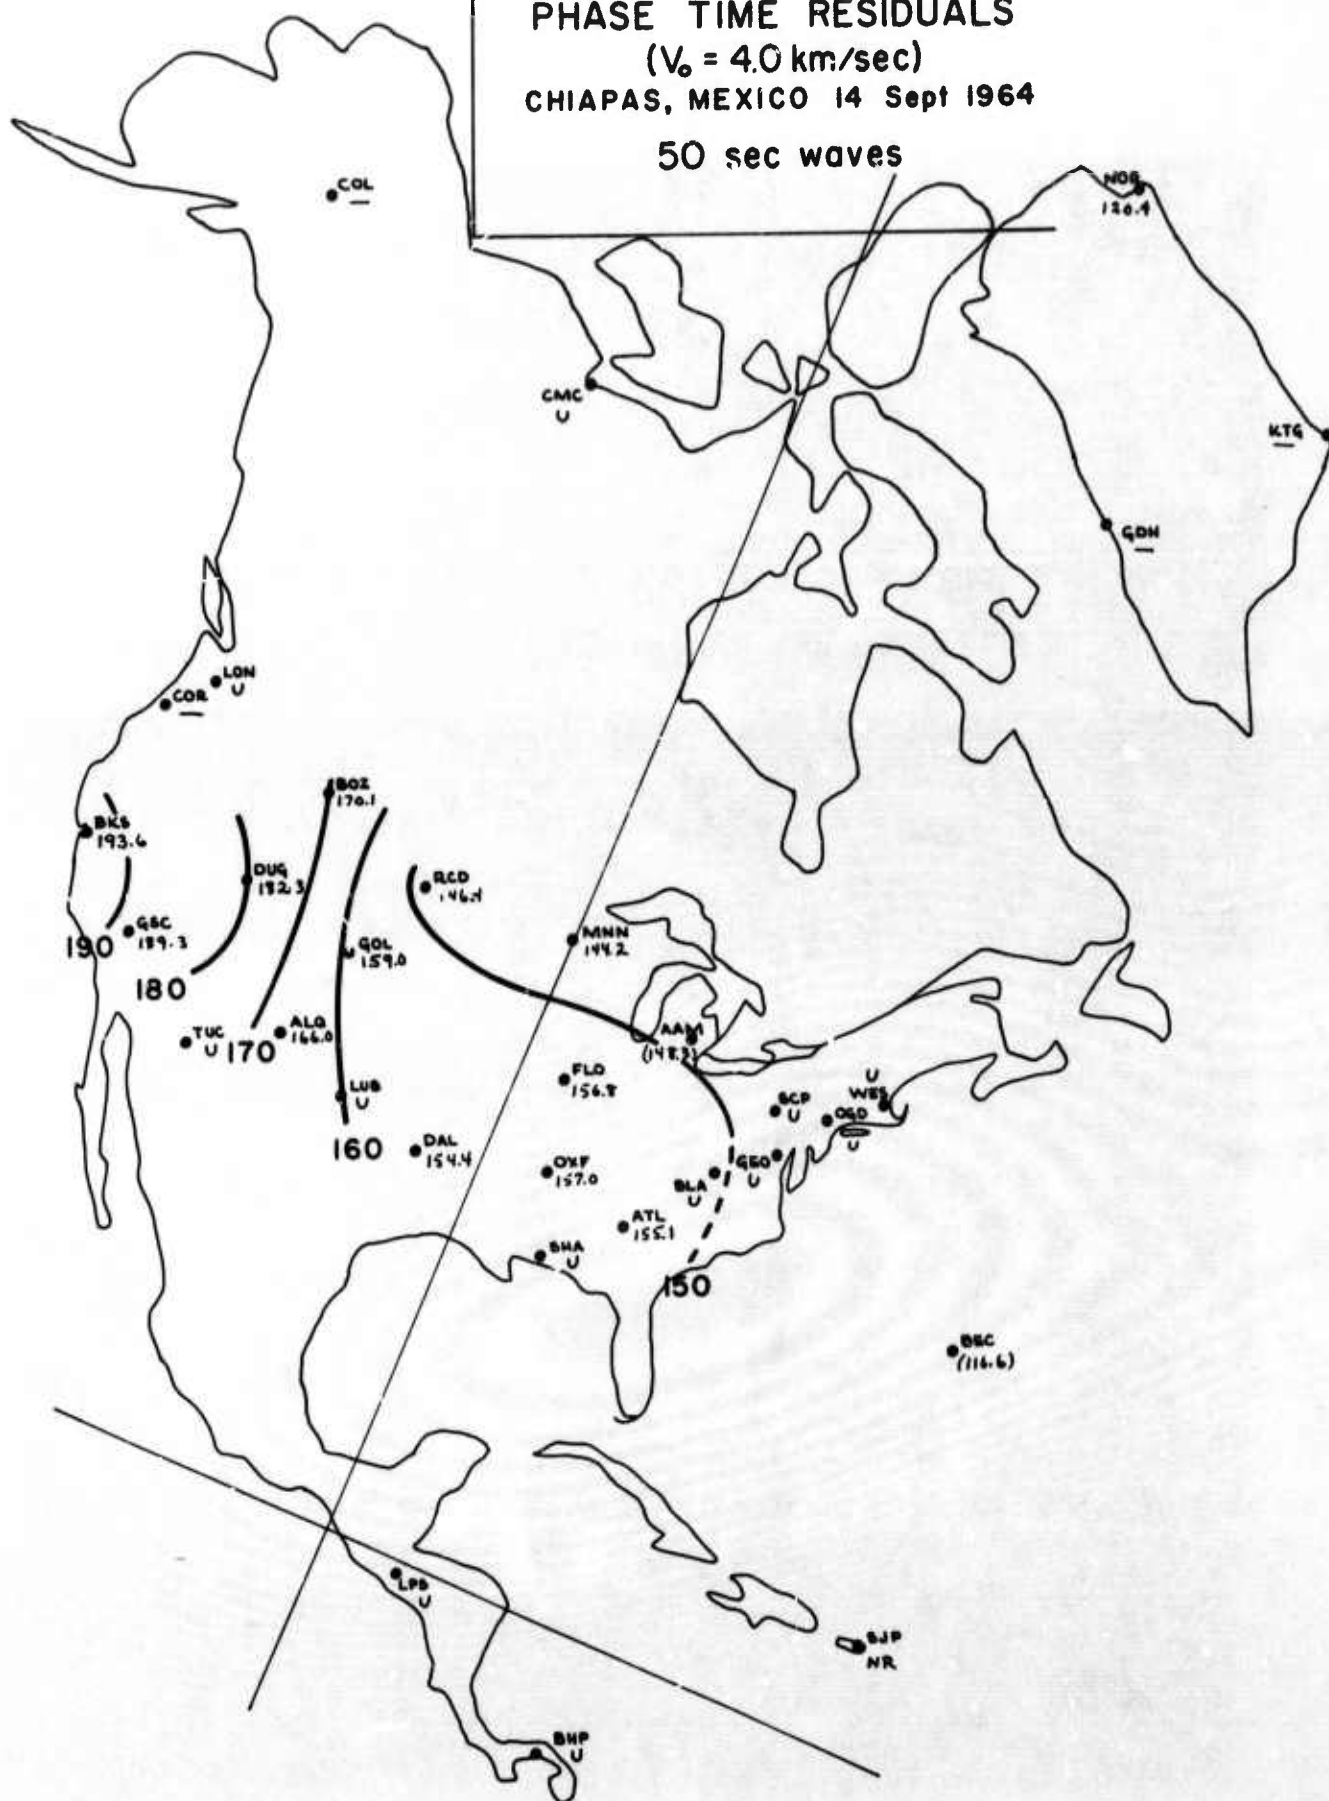 PHASE TIME RESIDUALS
(V₀ = 4.0 km/sec)
CHIAPAS, MEXICO 14 Sept 1964
50 sec waves
COL
—
NOR
120.4
CMC
U
KTG
—
GDH
—
LON
U
COR
—
BOZ
170.1
BKS
193.6
DUG
182.3
RCD
146.4
GSC
189.3
190
MNN
144.2
GOL
159.0
180
TUC
U
170
ALQ
166.0
AAM
FLO
156.8
LUB
U
U
WES
SCP
U
OGD
U
160
DAL
154.4
OXF
157.0
GEO
U
BLA
U
ATL
155.1
SHA
U
150
BEC
(116.6)
LPS
U
SJP
NR
BHP
U